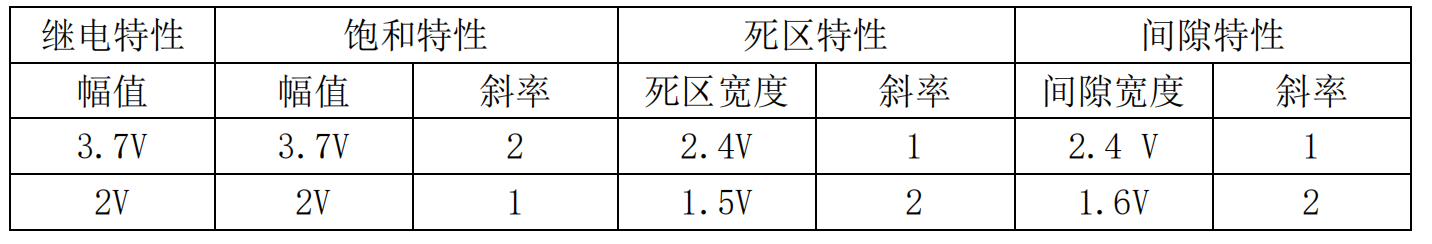 继电特性 饱和特性 死区特性 间隙特性
幅值 幅值 斜率 死区宽度 斜率 间隙宽度 斜率
3.7V 3.7V 2 2.4V 1 2.4 V 1
2V 2V 1 1.5V 2 1.6V 2